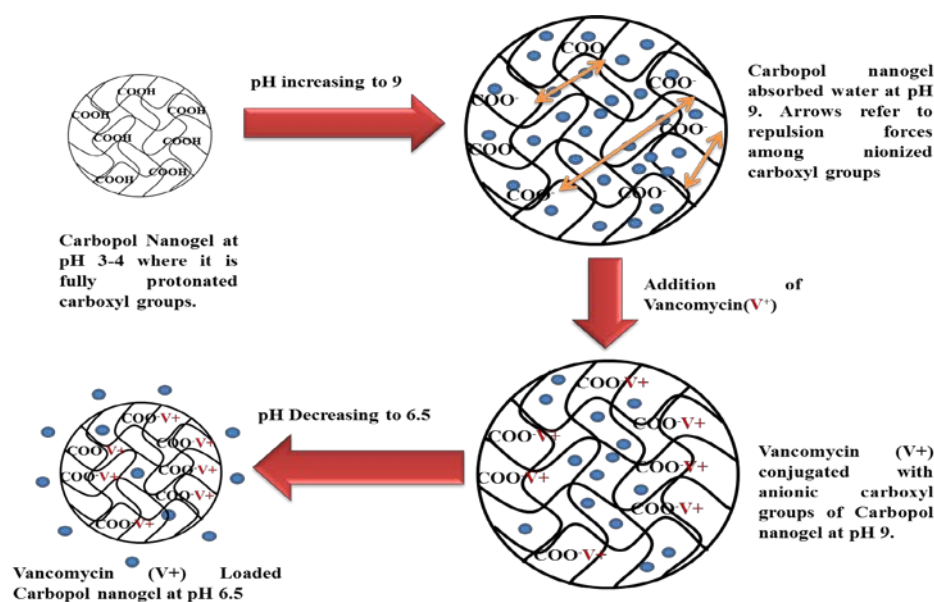 COOH
COOH
COOH
COOH
COOH
COOH
COOH
pH increasing to 9
COO
COO-
COO-
COO-
COO
COO-
COO-
Carbopol nanogel
absorbed water at pH
9. Arrows refer to
repulsion forces
among nionized
carboxyl groups
Carbopol Nanogel at
pH 3-4 where it is
fully protonated
carboxyl groups.
Addition of
Vancomycin(V+)
COO-V+
COO-V+
COO-V+
COO-V+
COO-V+
COO-V+
COO-V+
pH Decreasing to 6.5
COO-V+
COO-V+
COO-V+
COO-V+
COO-V+
COO-V+
COO-V+
Vancomycin (V+)
conjugated with
anionic carboxyl
groups of Carbopol
nanogel at pH 9.
Vancomycin (V+) Loaded
Carbopol nanogel at pH 6.5